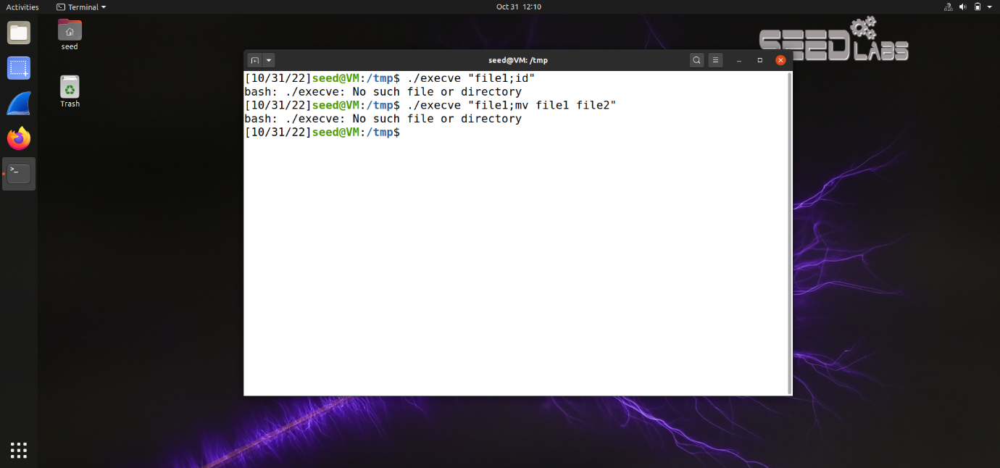 Activities Terminal Oct 31 12:10
seed
Trash
SEED LABS
seed@VM: /tmp
[10/31/22]seed@VM:/tmp$ ./execve "file1;id"
bash: ./execve: No such file or directory
[10/31/22]seed@VM:/tmp$ ./execve "file1;mv file1 file2"
bash: ./execve: No such file or directory
[10/31/22]seed@VM:/tmp$